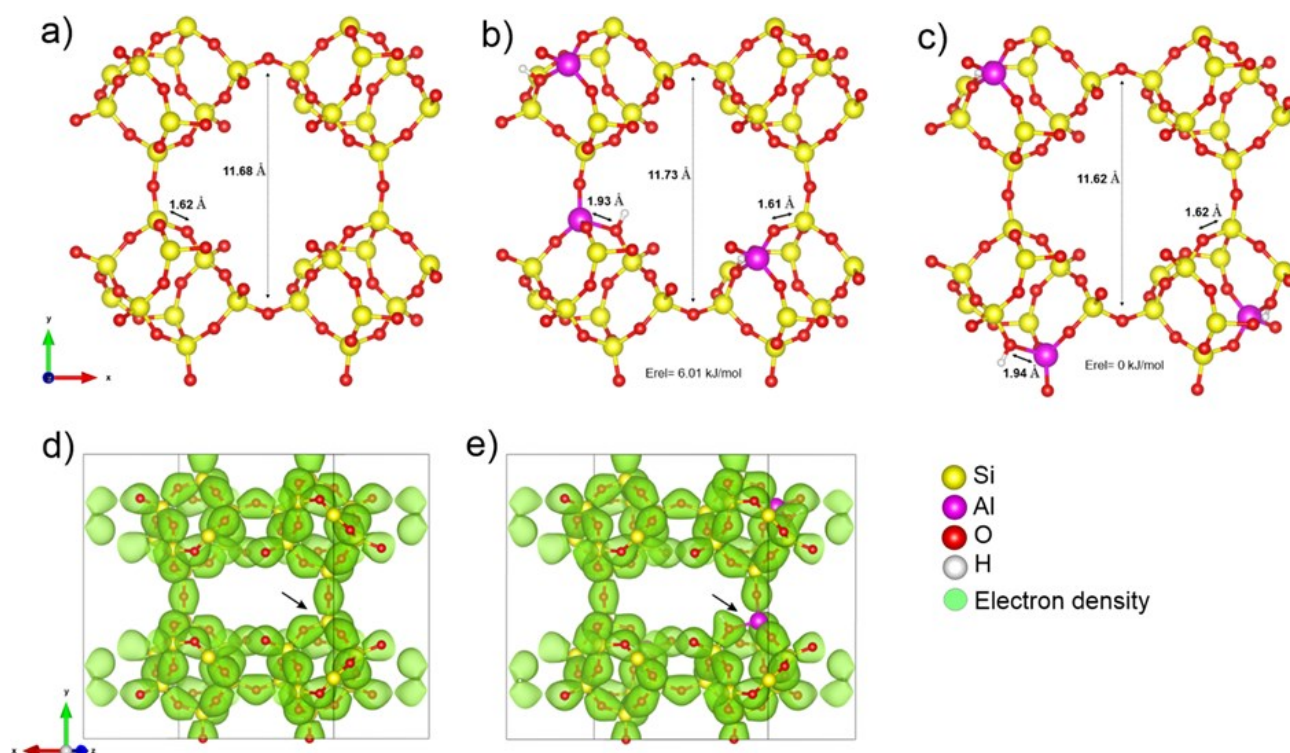 a)
11.68 Å
1.62 Å
y
x
b)
11.73 Å
1.93 Å
1.61 Å
Erel= 6.01 kJ/mol
c)
11.62 Å
1.62 Å
1.94 Å
Erel= 0 kJ/mol
d)
y
x
z
e)
Si
Al
O
H
Electron density